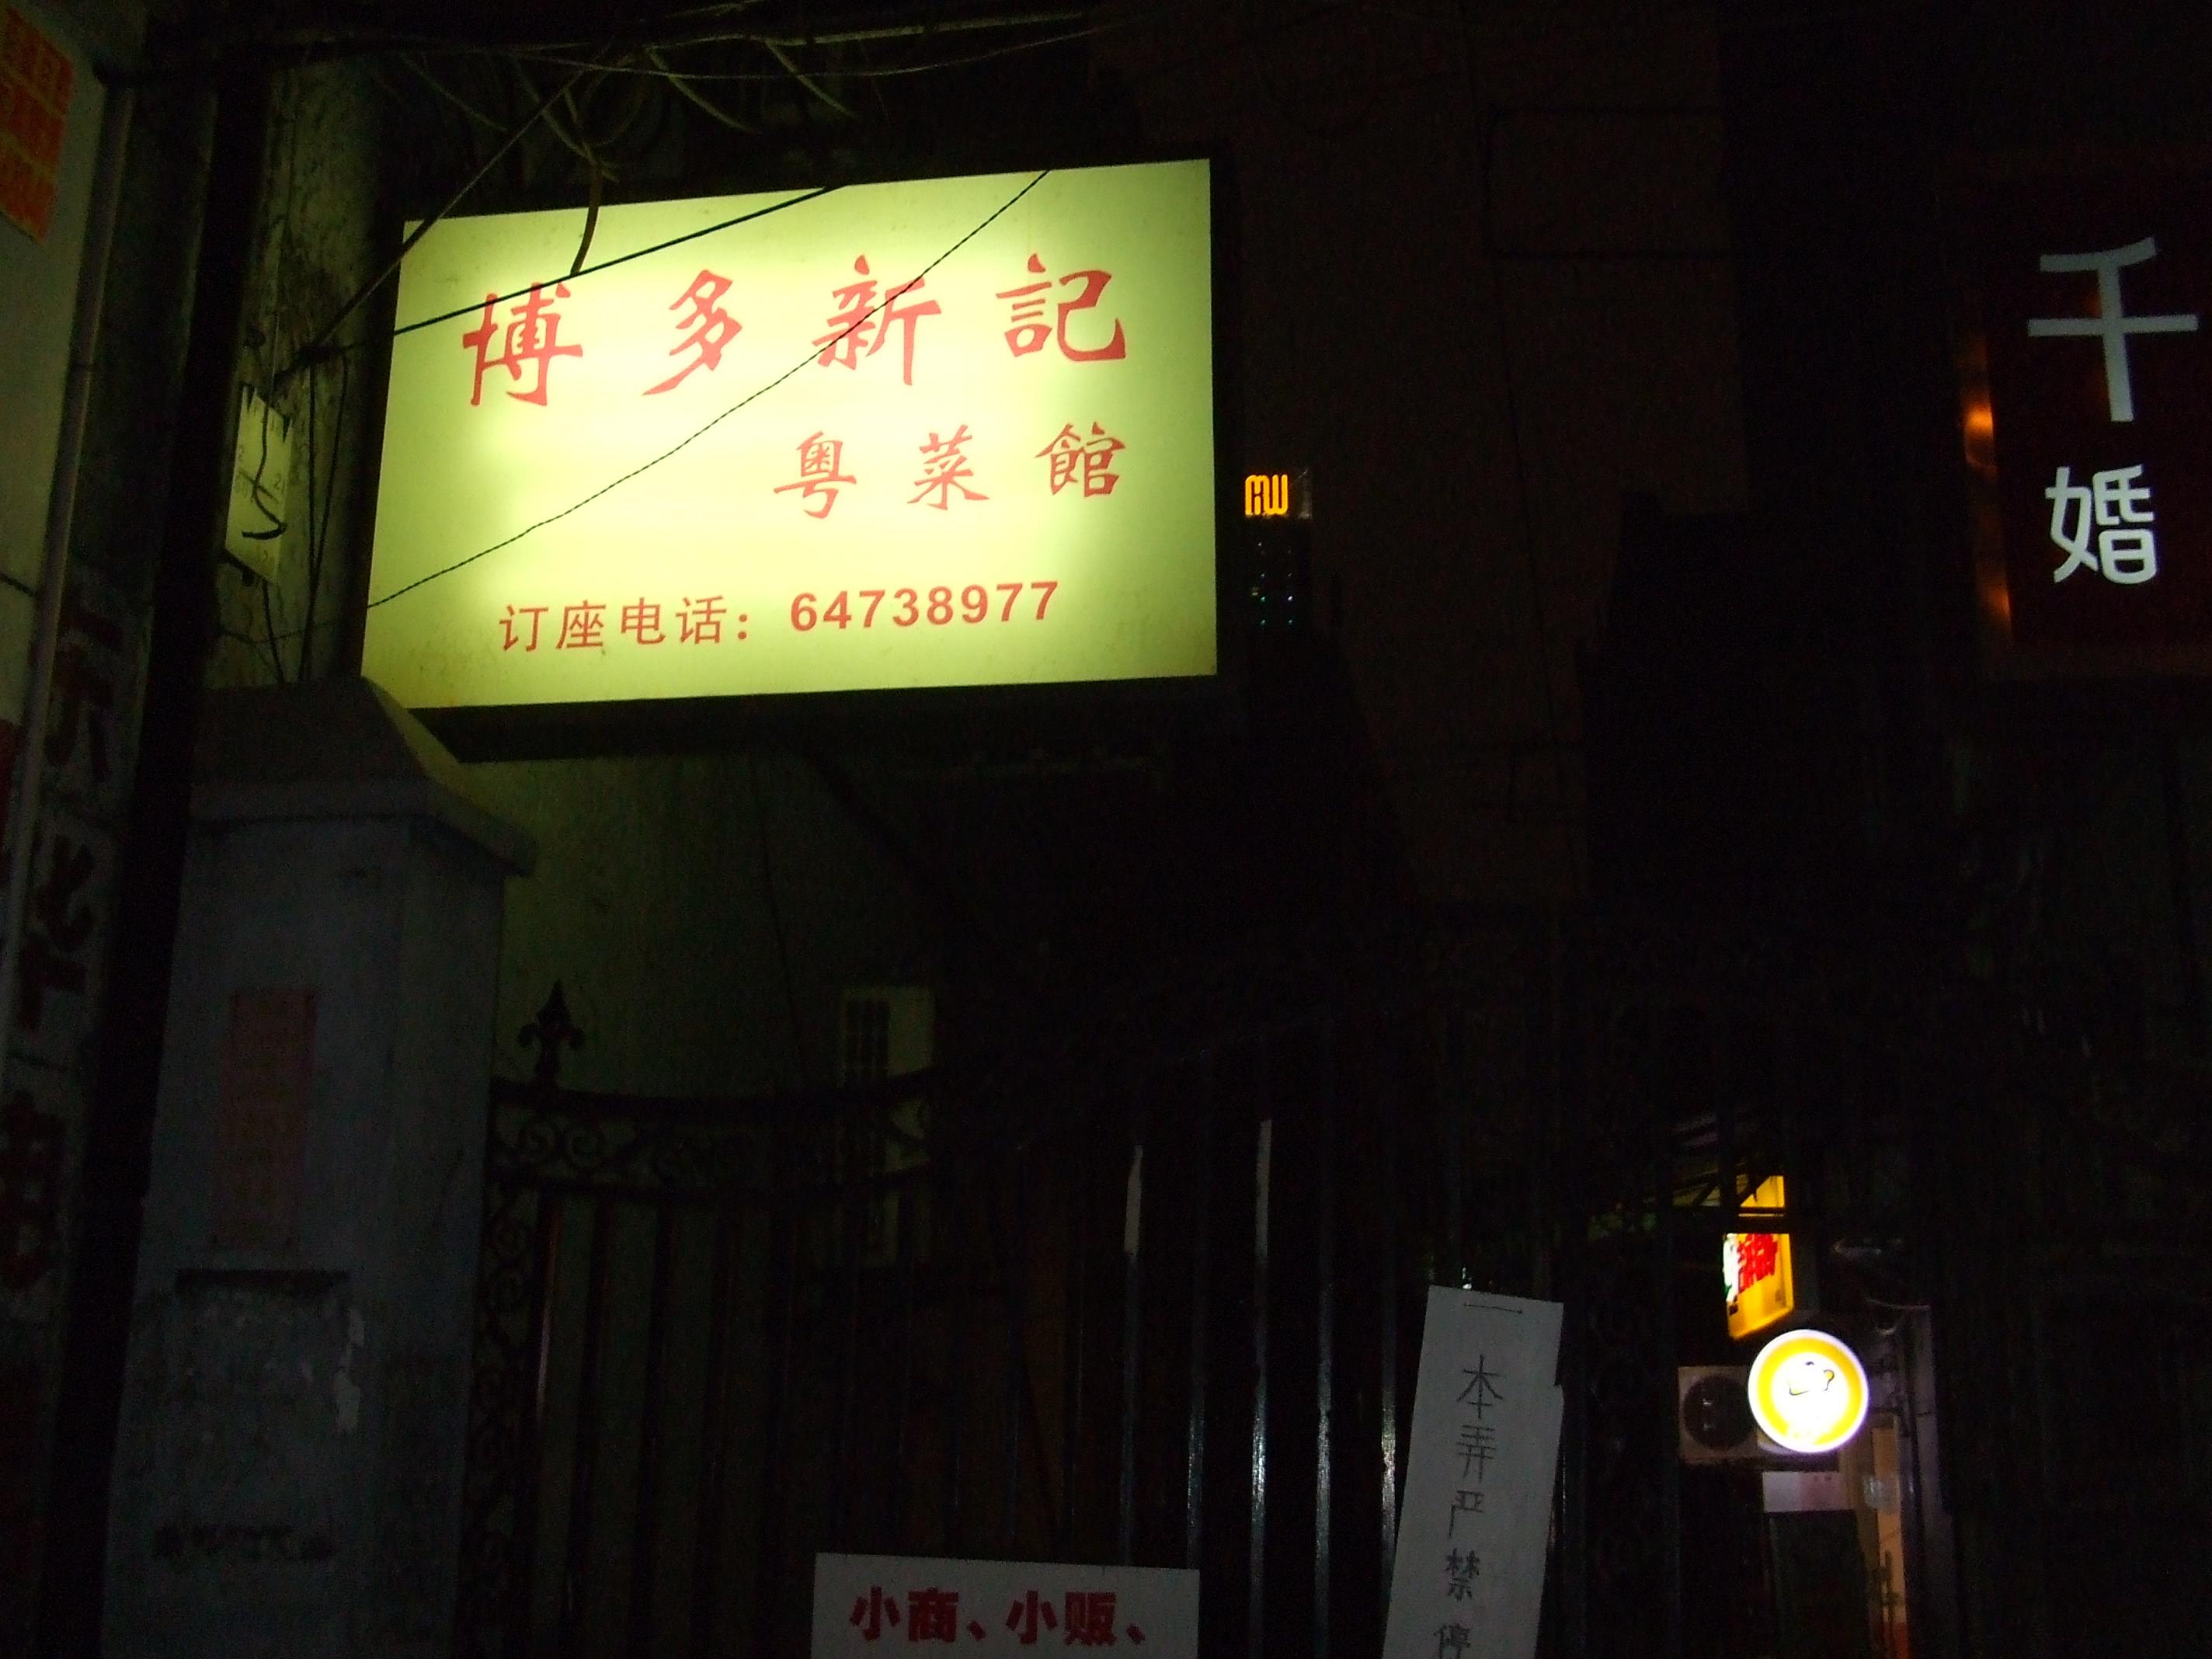 博多新記
粤菜館
订座电话：64738977
千
婚
本弄严禁停
小商、小贩、